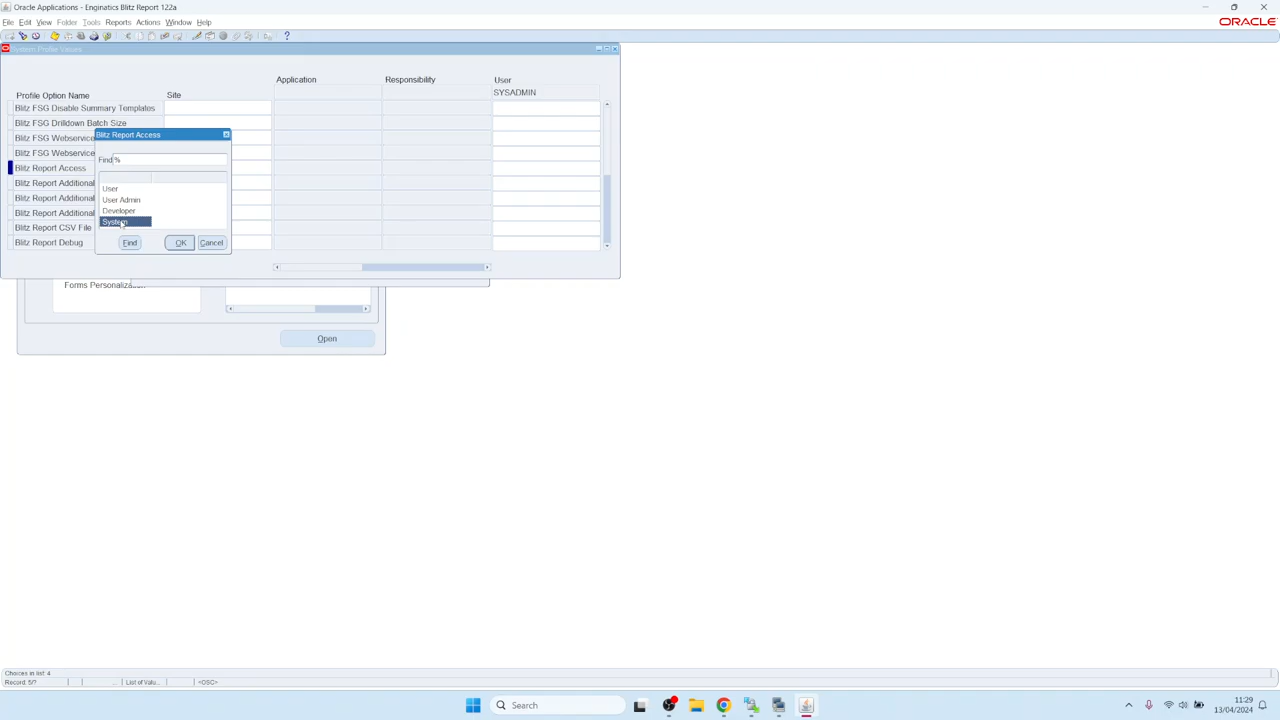 Oracle Applications - Enginatics Blitz Report 122a
File Edit View Folder Tools Reports Actions Window Help
ORACLE
System Profile Values
Application Responsibility User
Profile Option Name Site SYSADMIN
Blitz FSG Disable Summary Templates
Blitz FSG Drilldown Batch Size
Blitz FSG Webservice
Blitz FSG Webservice
Blitz Report Access
Blitz Report Additional
Blitz Report Additional
Blitz Report Additional
Blitz Report CSV File
Blitz Report Debug
Blitz Report Access
Find %
User
User Admin
Developer
System
Find OK Cancel
Forms Personalization
Open
Choices in list: 4
Record: 5/? ... List of Valu... <OSC>
Search
11:29
13/04/2024